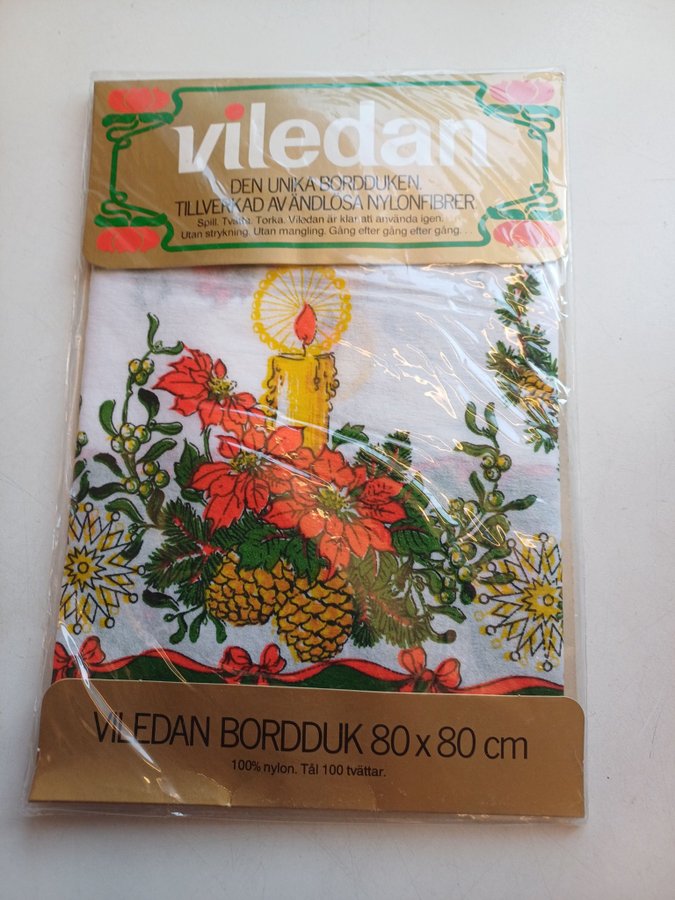 viledan
DEN UNIKA BORDDUKEN.
TILLVERKAD AV ÄNDLÖSA NYLONFIBRER
Spill. Tvätta. Torka. Viledan är klar att använda igen.
Utan strykning. Utan mangling. Gång efter gång efter gång. .
VILEDAN BORDDUK 80 x 80 cm
100% nylon. Tål 100 tvättar.